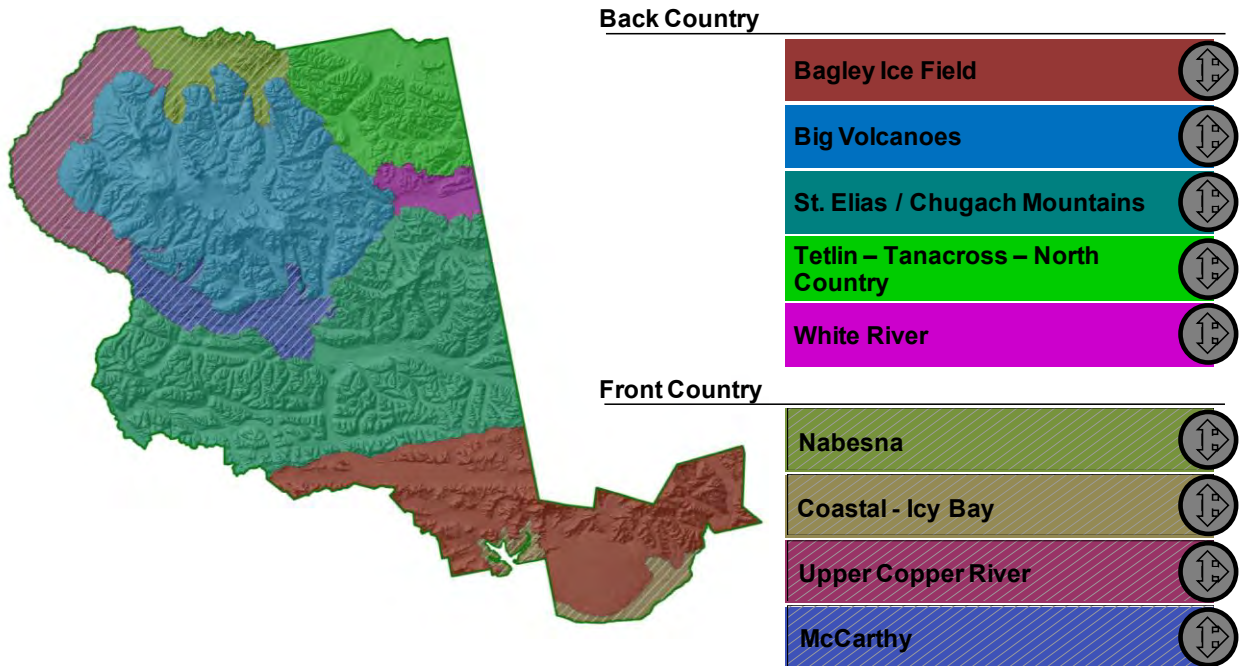 Back Country
Bagley Ice Field
Big Volcanoes
St. Elias / Chugach Mountains
Tetlin – Tanacross – North
Country
White River
Front Country
Nabesna
Coastal - Icy Bay
Upper Copper River
McCarthy